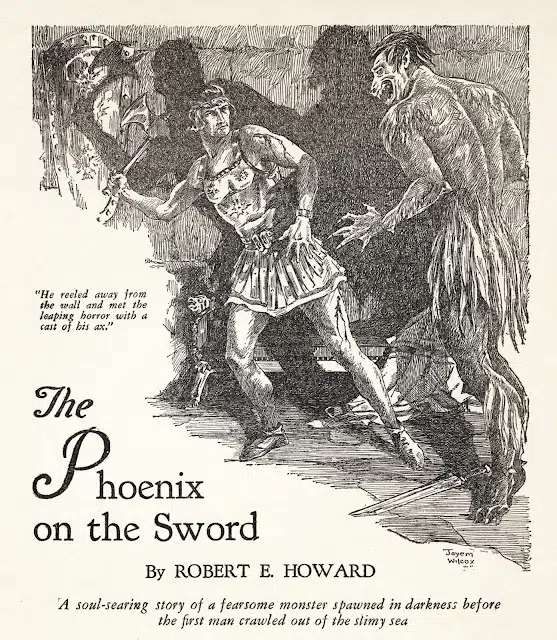 "He reeled away from
the wall and met the
leaping horror with a
cast of his ax."
The
Phoenix
on the Sword
By ROBERT E. HOWARD
Jayem
Wilcox
A soul-searing story of a fearsome monster spawned in darkness before
the first man crawled out of the slimy sea